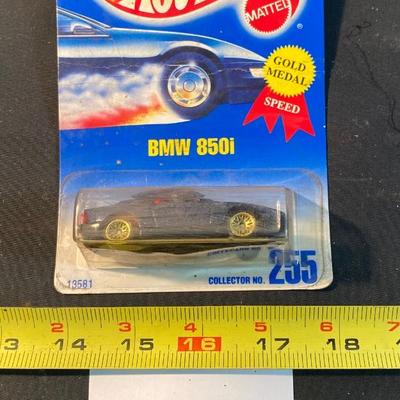 MATTEL
GOLD
MEDAL
SPEED
BMW 850i
13581
COLLECTOR NO. 255
2 3 4 5 6 7
13 14 15 16 17 18